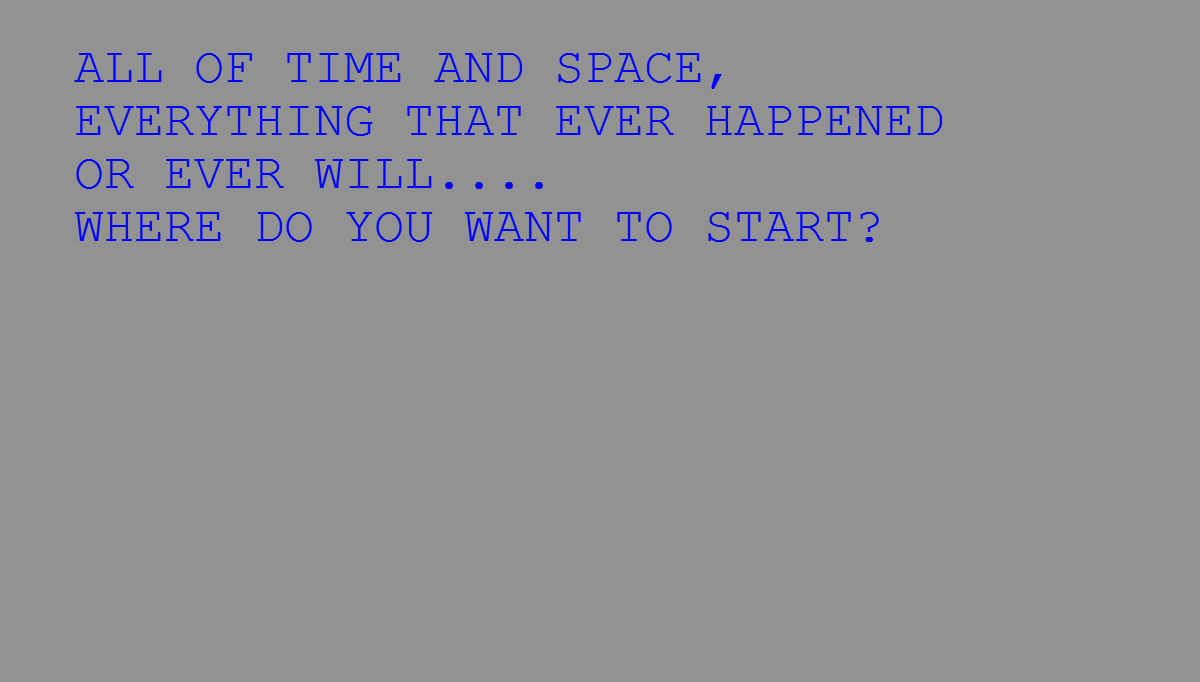 ALL OF TIME AND SPACE,
EVERYTHING THAT EVER HAPPENED
OR EVER WILL....
WHERE DO YOU WANT TO START?